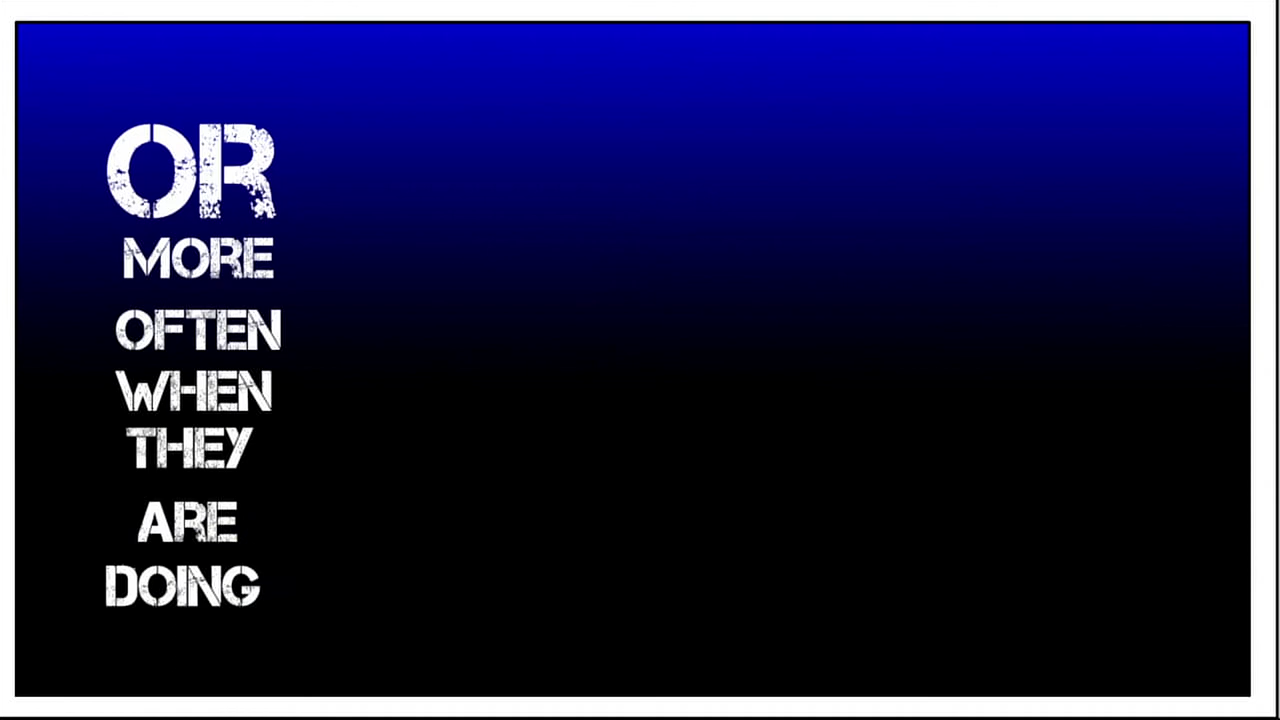 OR
MORE
OFTEN
WHEN
THEY
ARE
DOING